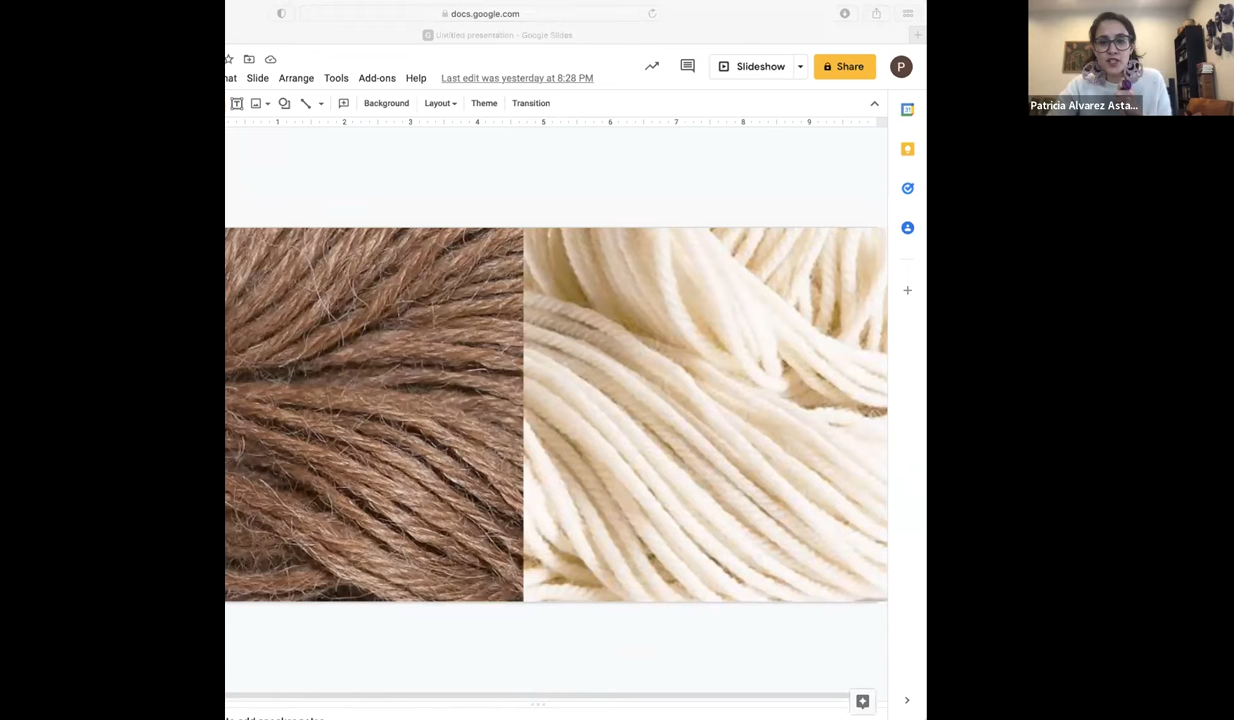 docs.google.com
Untitled presentation - Google Slides
Slide Arrange Tools Add-ons Help Last edit was yesterday at 8:28 PM
Slideshow
Share
P
Background Layout Theme Transition
1 2 3 4 5 6 7 8 9
31
Patricia Alvarez Asta...